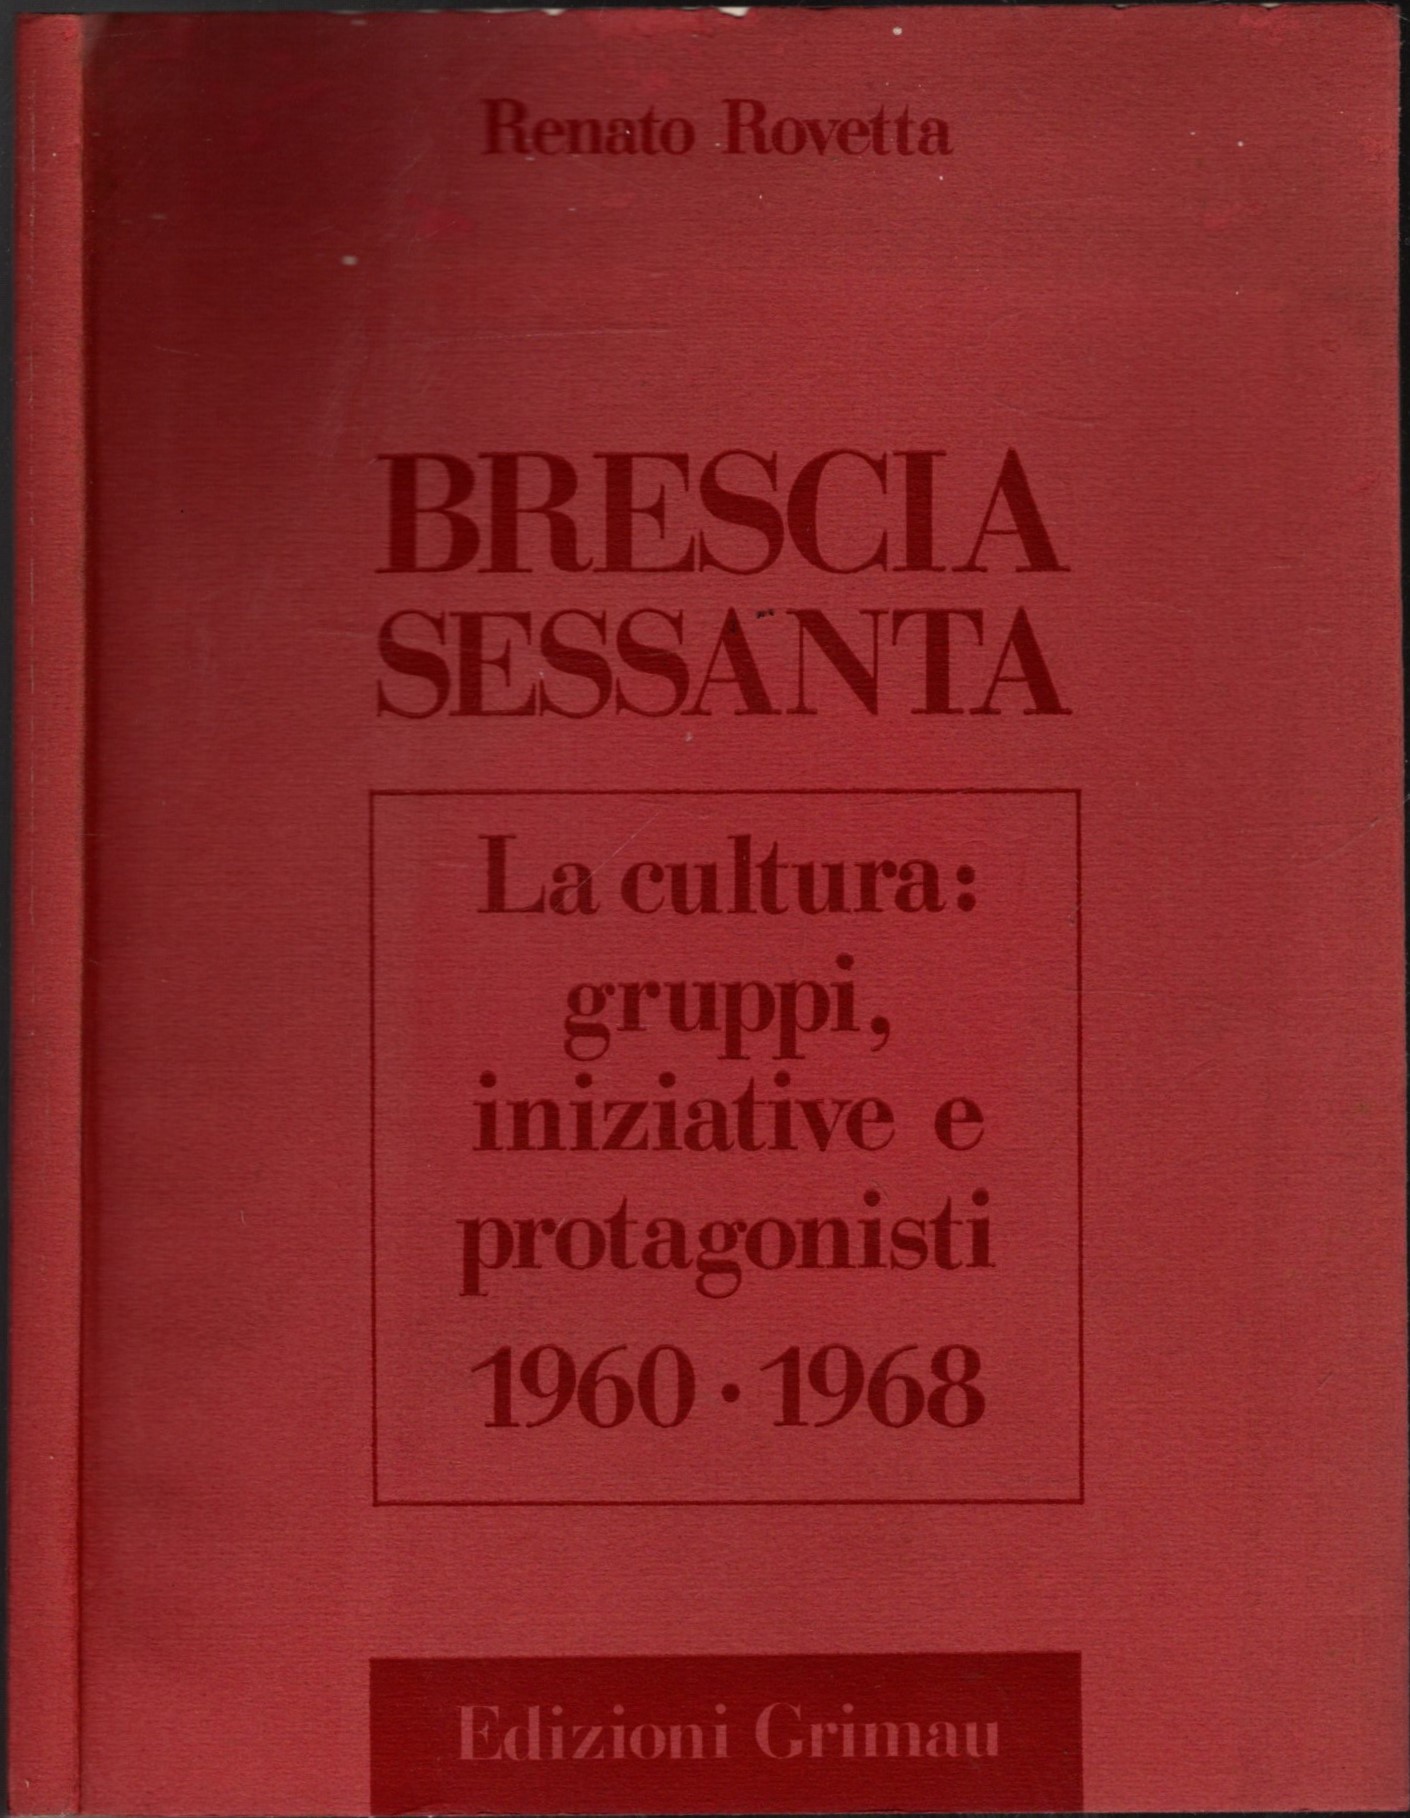 Renato Rovetta
BRESCIA
SESSANTA
La cultura:
gruppi,
iniziative e
protagonisti
1960 · 1968
Edizioni Grimau